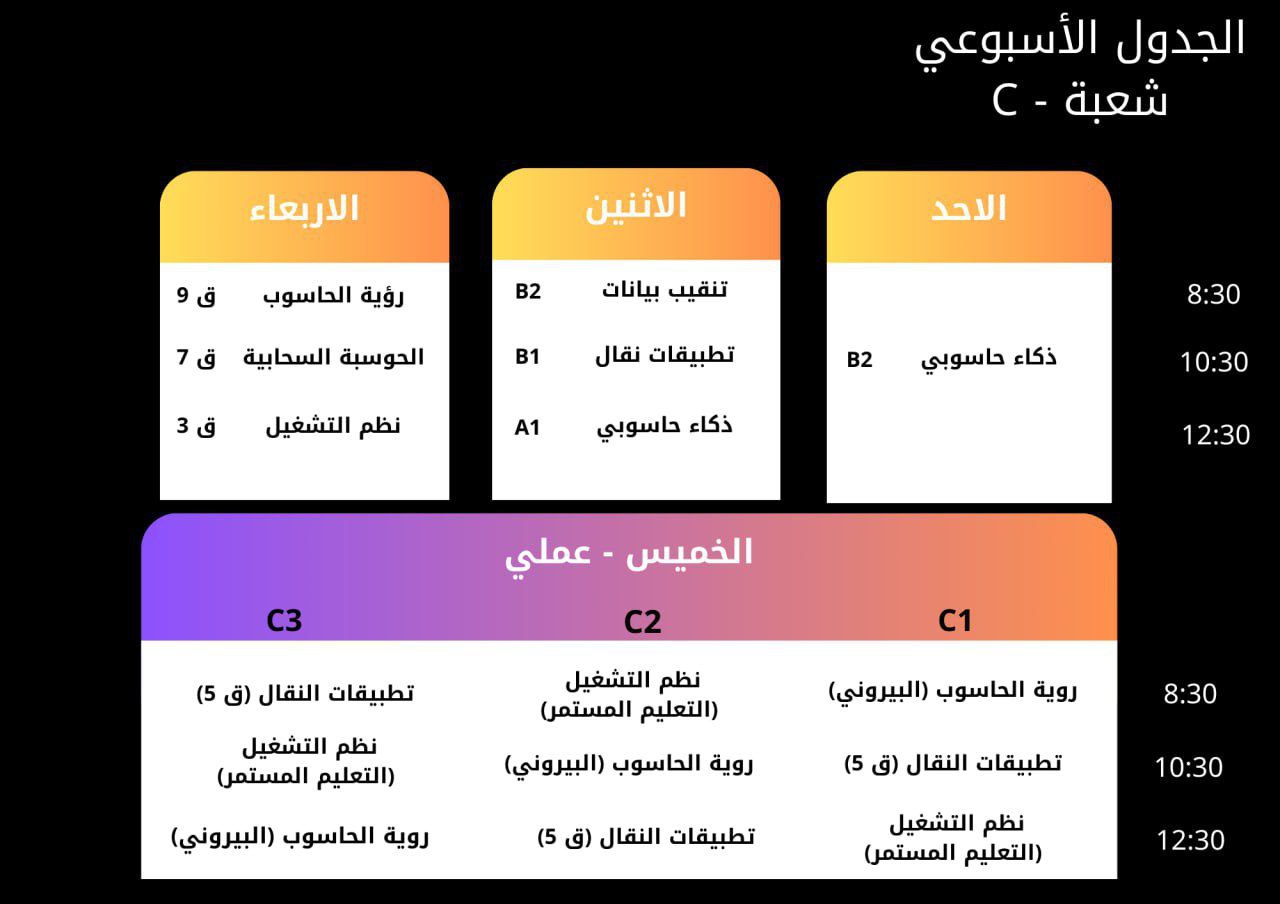 الجدول الأسبوعي
شعبة - C
الاحد
الاثنين
الاربعاء
8:30
تنقيب بيانات B2
رؤية الحاسوب ق 9
10:30
ذكاء حاسوبي B2
تطبيقات نقال B1
الحوسبة السحابية ق 7
12:30
ذكاء حاسوبي A1
نظم التشغيل ق 3
الخميس - عملي
C1
C2
C3
8:30
روية الحاسوب (البيروني)
نظم التشغيل
(التعليم المستمر)
تطبيقات النقال (ق 5)
10:30
تطبيقات النقال (ق 5)
روية الحاسوب (البيروني)
نظم التشغيل
(التعليم المستمر)
12:30
نظم التشغيل
(التعليم المستمر)
تطبيقات النقال (ق 5)
روية الحاسوب (البيروني)